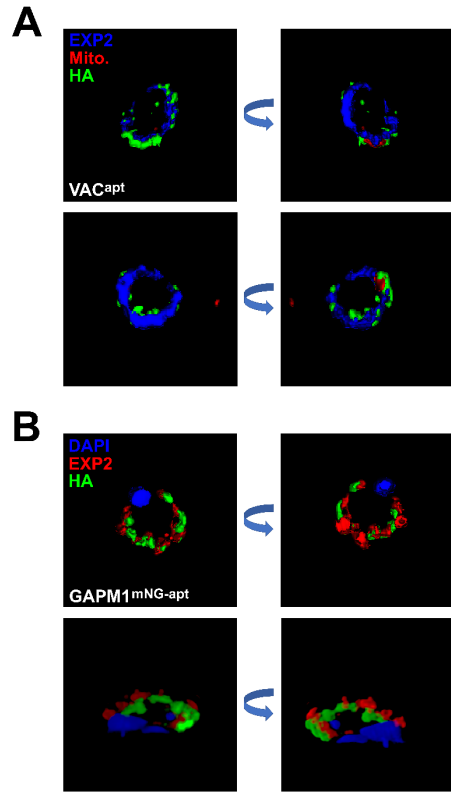 A
EXP2
Mito.
HA
VACapt
B
DAPI
EXP2
HA
GAPM1mNG-apt